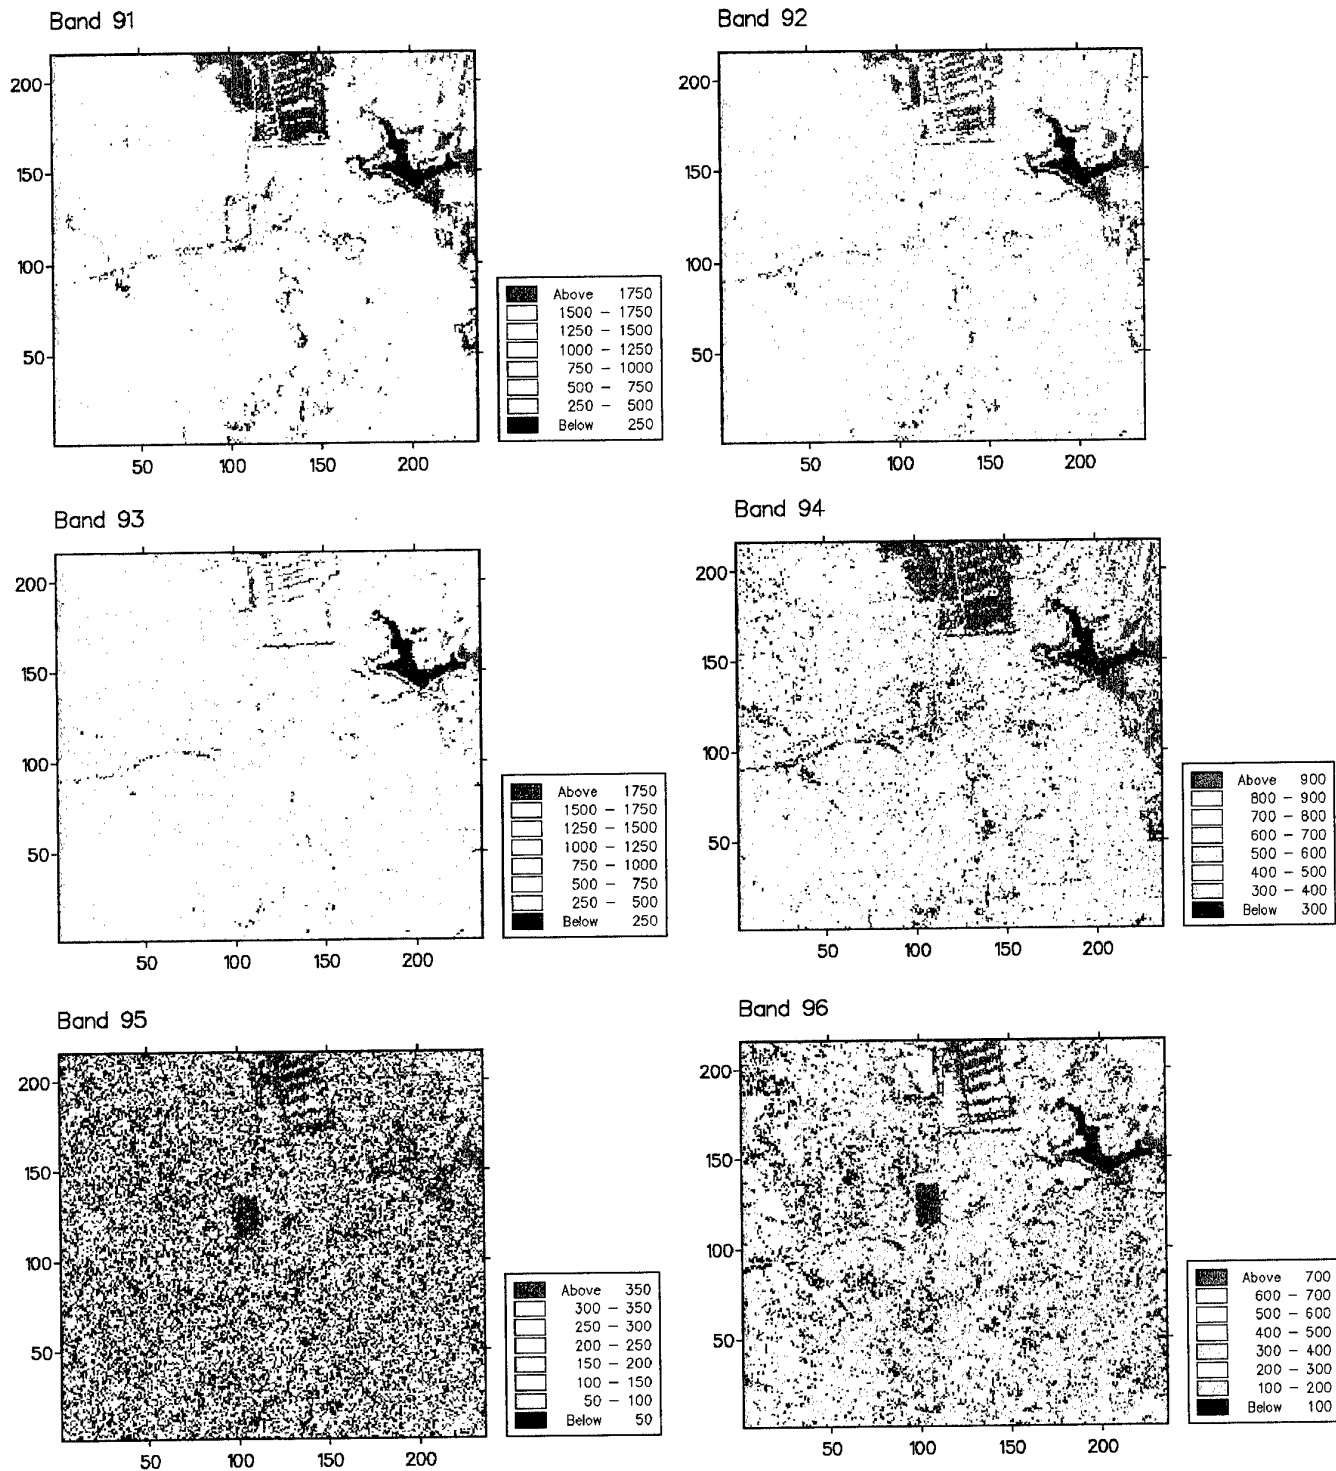 Band 91
Band 92
200
150
100
50
50 100 150 200
200
150
100
50
50 100 150 200
Above 1750
1500 – 1750
1250 – 1500
1000 – 1250
750 – 1000
500 – 750
250 – 500
Below 250
Band 93
Band 94
200
150
100
50
50 100 150 200
Above 1750
1500 – 1750
1250 – 1500
1000 – 1250
750 – 1000
500 – 750
250 – 500
Below 250
200
150
100
50
50 100 150 200
Above 900
800 – 900
700 – 800
600 – 700
500 – 600
400 – 500
300 – 400
Below 300
Band 95
Band 96
200
150
100
50
50 100 150 200
Above 350
300 – 350
250 – 300
200 – 250
150 – 200
100 – 150
50 – 100
Below 50
200
150
100
50
50 100 150 200
Above 700
600 – 700
500 – 600
400 – 500
300 – 400
200 – 300
100 – 200
Below 100